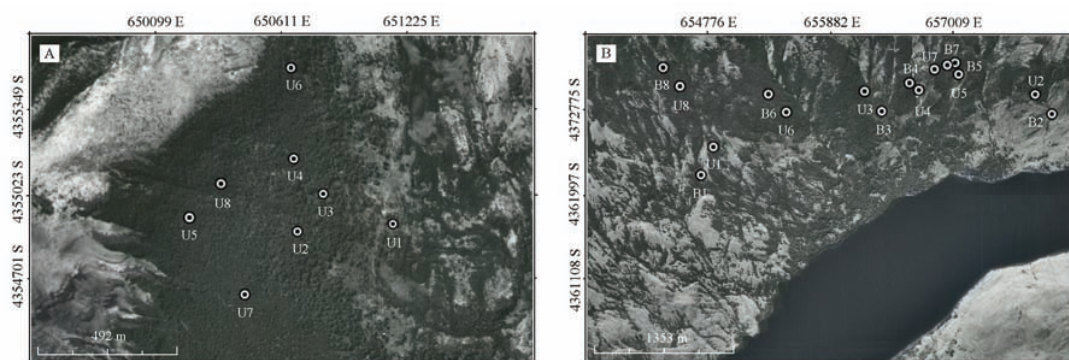 650099 E 650611 E 651225 E
654776 E 655882 E 657009 E
A
B
4355349 S
4355023 S
4354701 S
4372775 S
4361997 S
4361108 S
U6
U4
U8
U3
U5
U2
U1
U7
492 m
U7 B7
B8
B4
B5
U8
U5
U2
B6
U3
U4
U6
B3
B2
U1
B1
1353 m